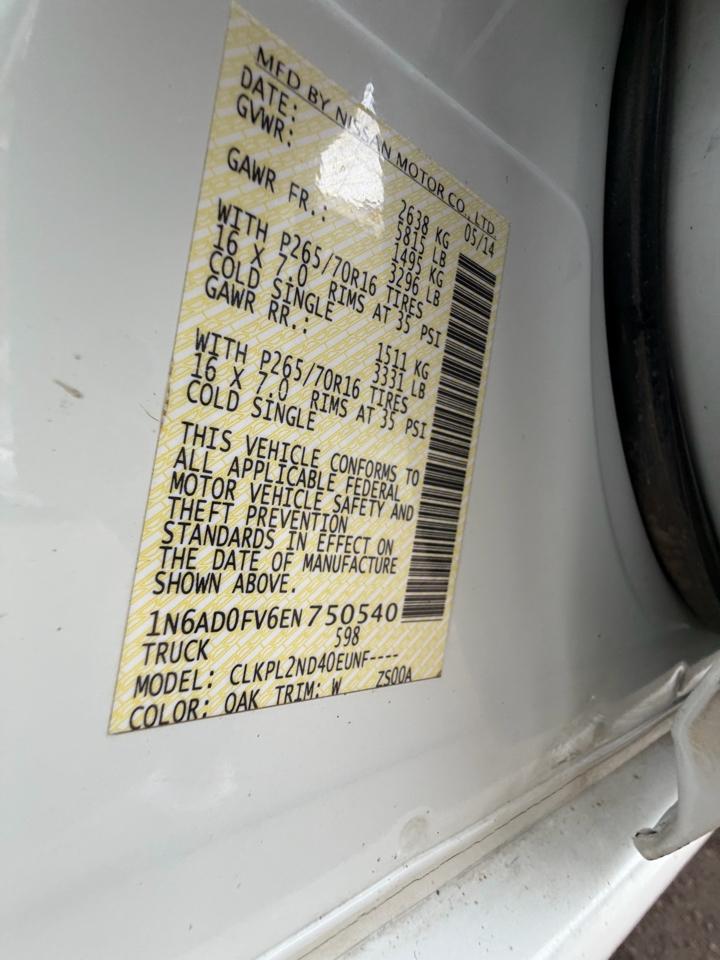 MFD BY NISSAN MOTOR CO., LTD.
DATE: 05/14
GVWR: 2638 KG
5815 LB
GAWR FR.: 1495 KG
3296 LB
WITH P265/70R16 TIRES
16 X 7.0 RIMS AT 35 PSI
COLD SINGLE
GAWR RR.: 1511 KG
3331 LB
WITH P265/70R16 TIRES
16 X 7.0 RIMS AT 35 PSI
COLD SINGLE
THIS VEHICLE CONFORMS TO
ALL APPLICABLE FEDERAL
MOTOR VEHICLE SAFETY AND
THEFT PREVENTION
STANDARDS IN EFFECT ON
THE DATE OF MANUFACTURE
SHOWN ABOVE.
1N6AD0FV6EN750540
TRUCK 598
MODEL: CLKPL2ND40EUNF----
COLOR: QAK TRIM: W ZS00A